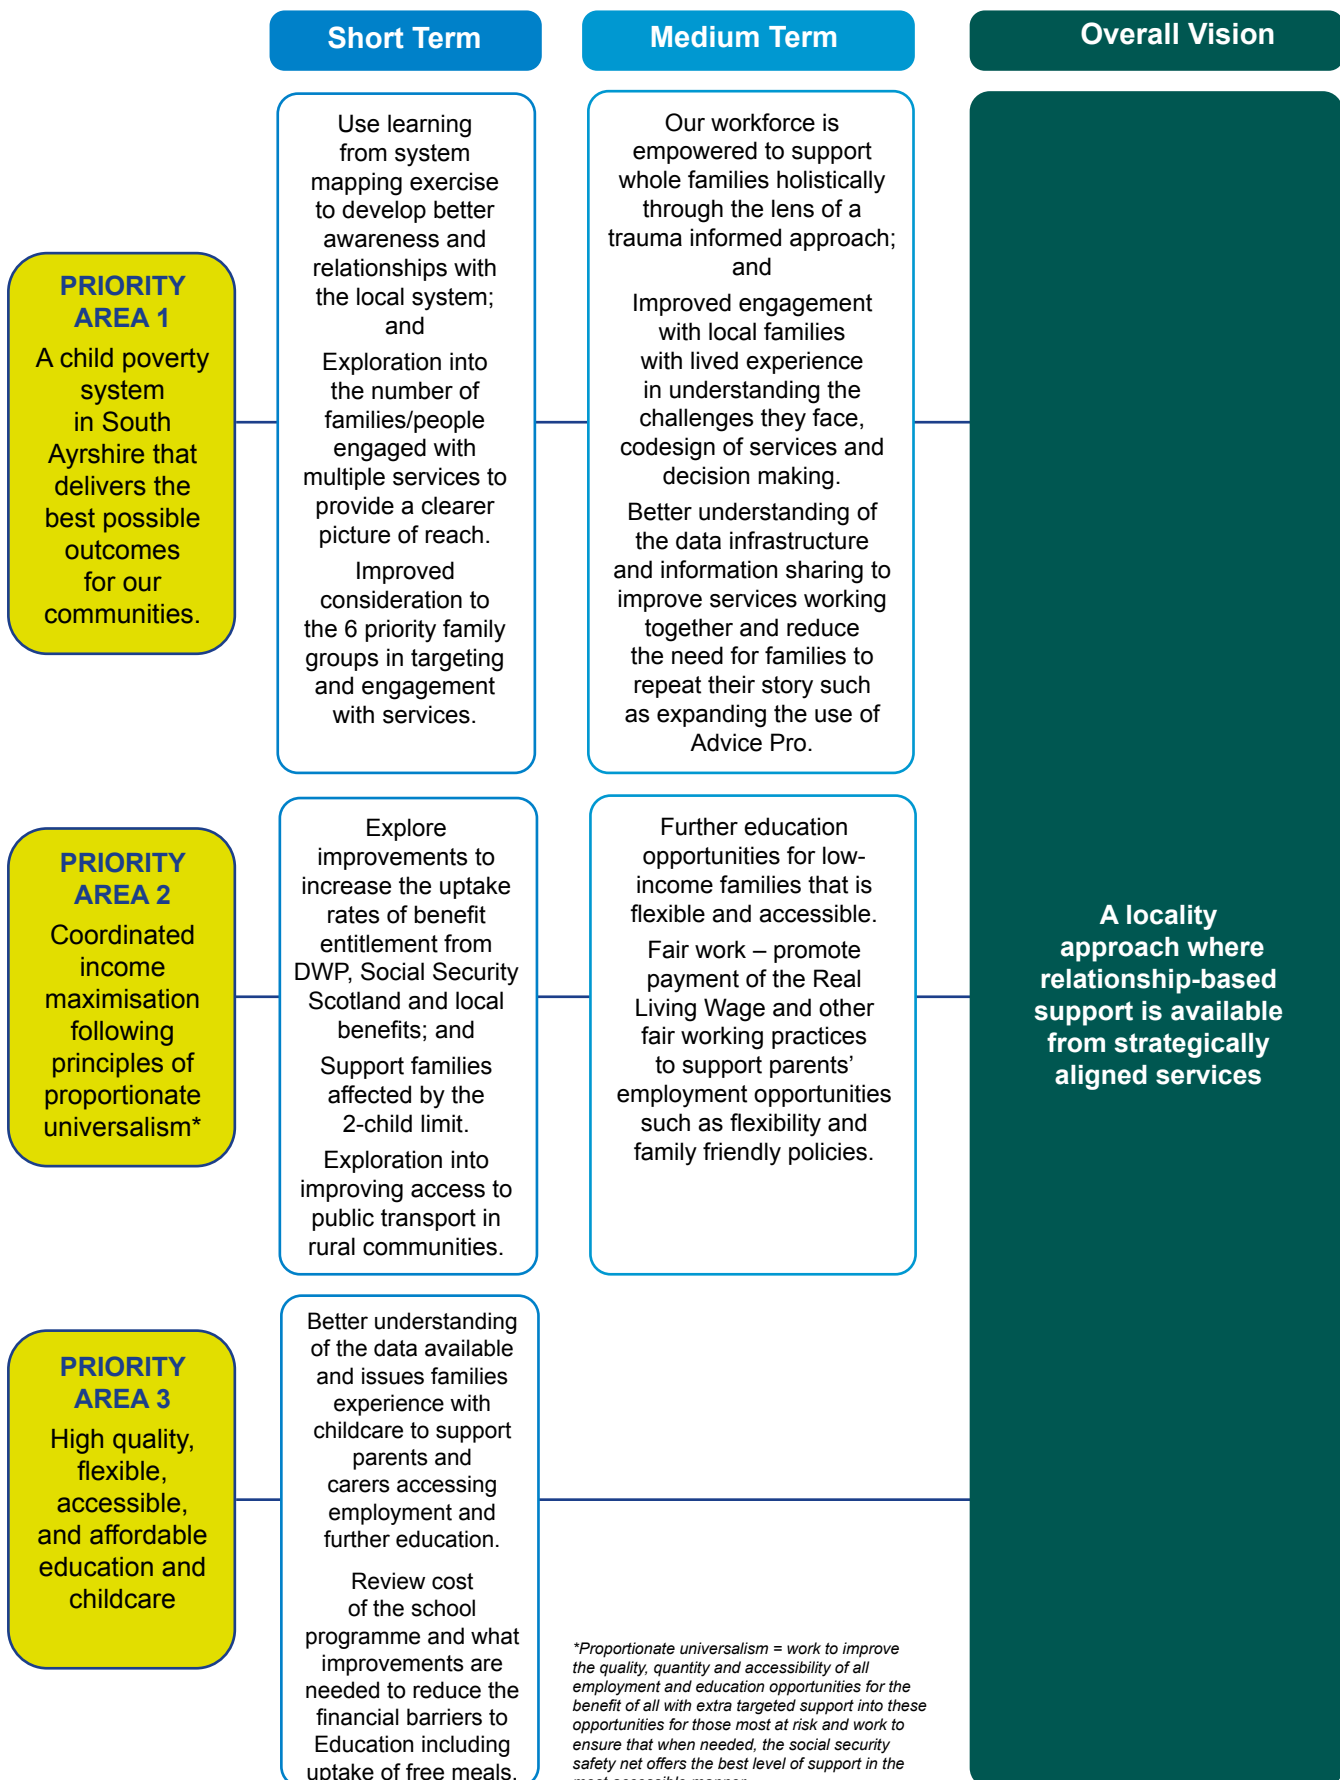 Short Term
Medium Term
Overall Vision
PRIORITY
AREA 1
A child poverty
system
in South
Ayrshire that
delivers the
best possible
outcomes
for our
communities.
Use learning
from system
mapping exercise
to develop better
awareness and
relationships with
the local system;
and
Exploration into
the number of
families/people
engaged with
multiple services to
provide a clearer
picture of reach.
Improved
consideration to
the 6 priority family
groups in targeting
and engagement
with services.
Our workforce is
empowered to support
whole families holistically
through the lens of a
trauma informed approach;
and
Improved engagement
with local families
with lived experience
in understanding the
challenges they face,
codesign of services and
decision making.
Better understanding of
the data infrastructure
and information sharing to
improve services working
together and reduce
the need for families to
repeat their story such
as expanding the use of
Advice Pro.
PRIORITY
AREA 2
Coordinated
income
maximisation
following
principles of
proportionate
universalism*
Explore
improvements to
increase the uptake
rates of benefit
entitlement from
DWP, Social Security
Scotland and local
benefits; and
Support families
affected by the
2-child limit.
Exploration into
improving access to
public transport in
rural communities.
Further education
opportunities for low-
income families that is
flexible and accessible.
Fair work – promote
payment of the Real
Living Wage and other
fair working practices
to support parents’
employment opportunities
such as flexibility and
family friendly policies.
A locality
approach where
relationship-based
support is available
from strategically
aligned services
PRIORITY
AREA 3
High quality,
flexible,
accessible,
and affordable
education and
childcare
Better understanding
of the data available
and issues families
experience with
childcare to support
parents and
carers accessing
employment and
further education.
Review cost
of the school
programme and what
improvements are
needed to reduce the
financial barriers to
Education including
uptake of free meals.
*Proportionate universalism = work to improve
the quality, quantity and accessibility of all
employment and education opportunities for the
benefit of all with extra targeted support into these
opportunities for those most at risk and work to
ensure that when needed, the social security
safety net offers the best level of support in the
most accessible manner